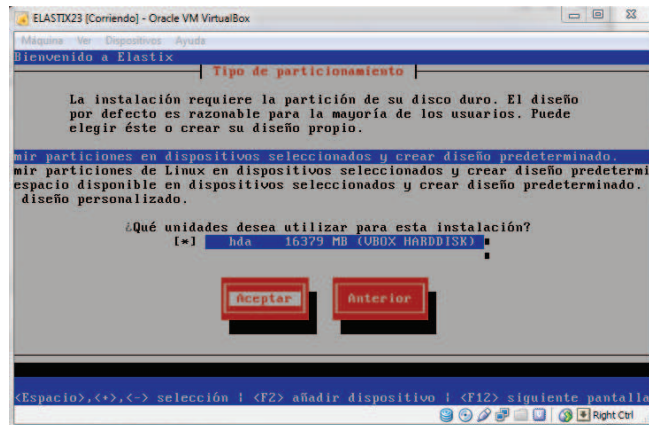 ELASTIX23 [Corriendo] - Oracle VM VirtualBox
Máquina Ver Dispositivos Ayuda
Bienvenido a Elastix
Tipo de particionamiento
La instalación requiere la partición de su disco duro. El diseño
por defecto es razonable para la mayoría de los usuarios. Puede
elegir éste o crear su diseño propio.
mir particiones en dispositivos seleccionados y crear diseño predeterminado.
mir particiones de Linux en dispositivos seleccionados y crear diseño predetermi
espacio disponible en dispositivos seleccionados y crear diseño predeterminado.
diseño personalizado.
¿Qué unidades desea utilizar para esta instalación?
[*] hda 16379 MB (VBOX HARDDISK)
Aceptar Anterior
<Espacio>,<+>,<-> selección | <F2> añadir dispositivo | <F12> siguiente pantalla
Right Ctrl